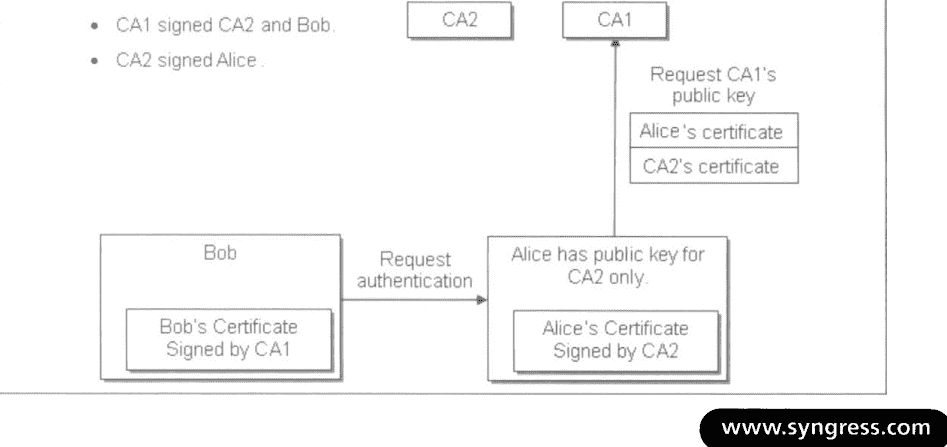 • CA1 signed CA2 and Bob.
• CA2 signed Alice .
CA2
CA1
Request CA1's
public key
Alice's certificate
CA2's certificate
Bob
Bob's Certificate
Signed by CA1
Request
authentication
Alice has public key for
CA2 only.
Alice's Certificate
Signed by CA2
www.syngress.com